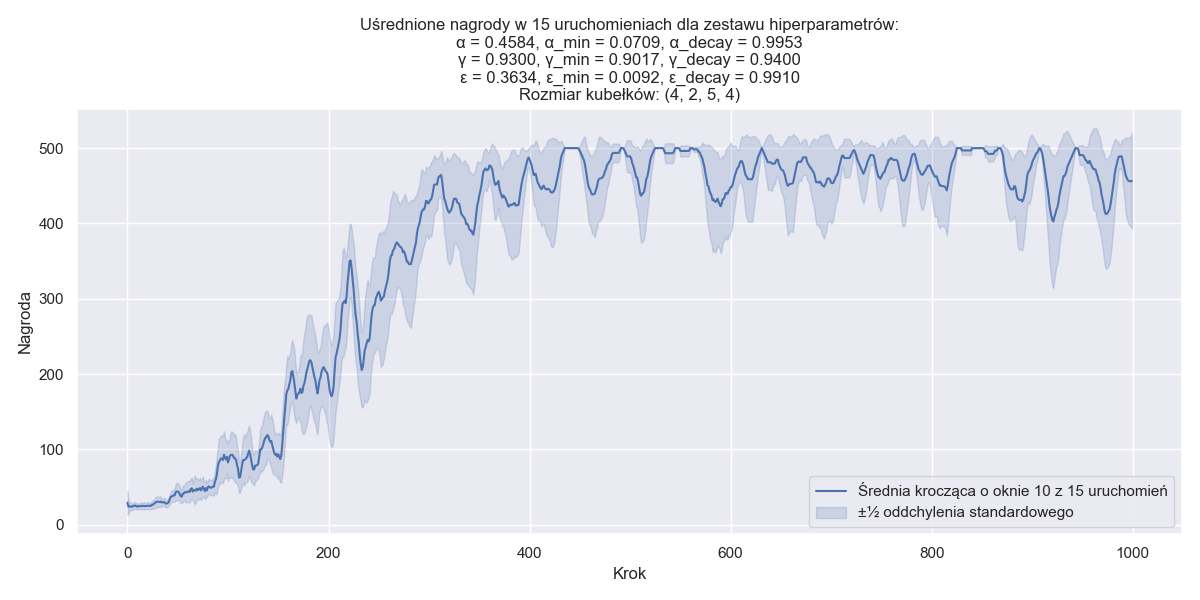 Uśrednione nagrody w 15 uruchomieniach dla zestawu hiperparametrów:
α = 0.4584, α_min = 0.0709, α_decay = 0.9953
γ = 0.9300, γ_min = 0.9017, γ_decay = 0.9400
ε = 0.3634, ε_min = 0.0092, ε_decay = 0.9910
Rozmiar kubełków: (4, 2, 5, 4)
Nagroda
500
400
300
200
100
0
Średnia krocząca o oknie 10 z 15 uruchomień
±½ oddchylenia standardowego
0 200 400 600 800 1000
Krok